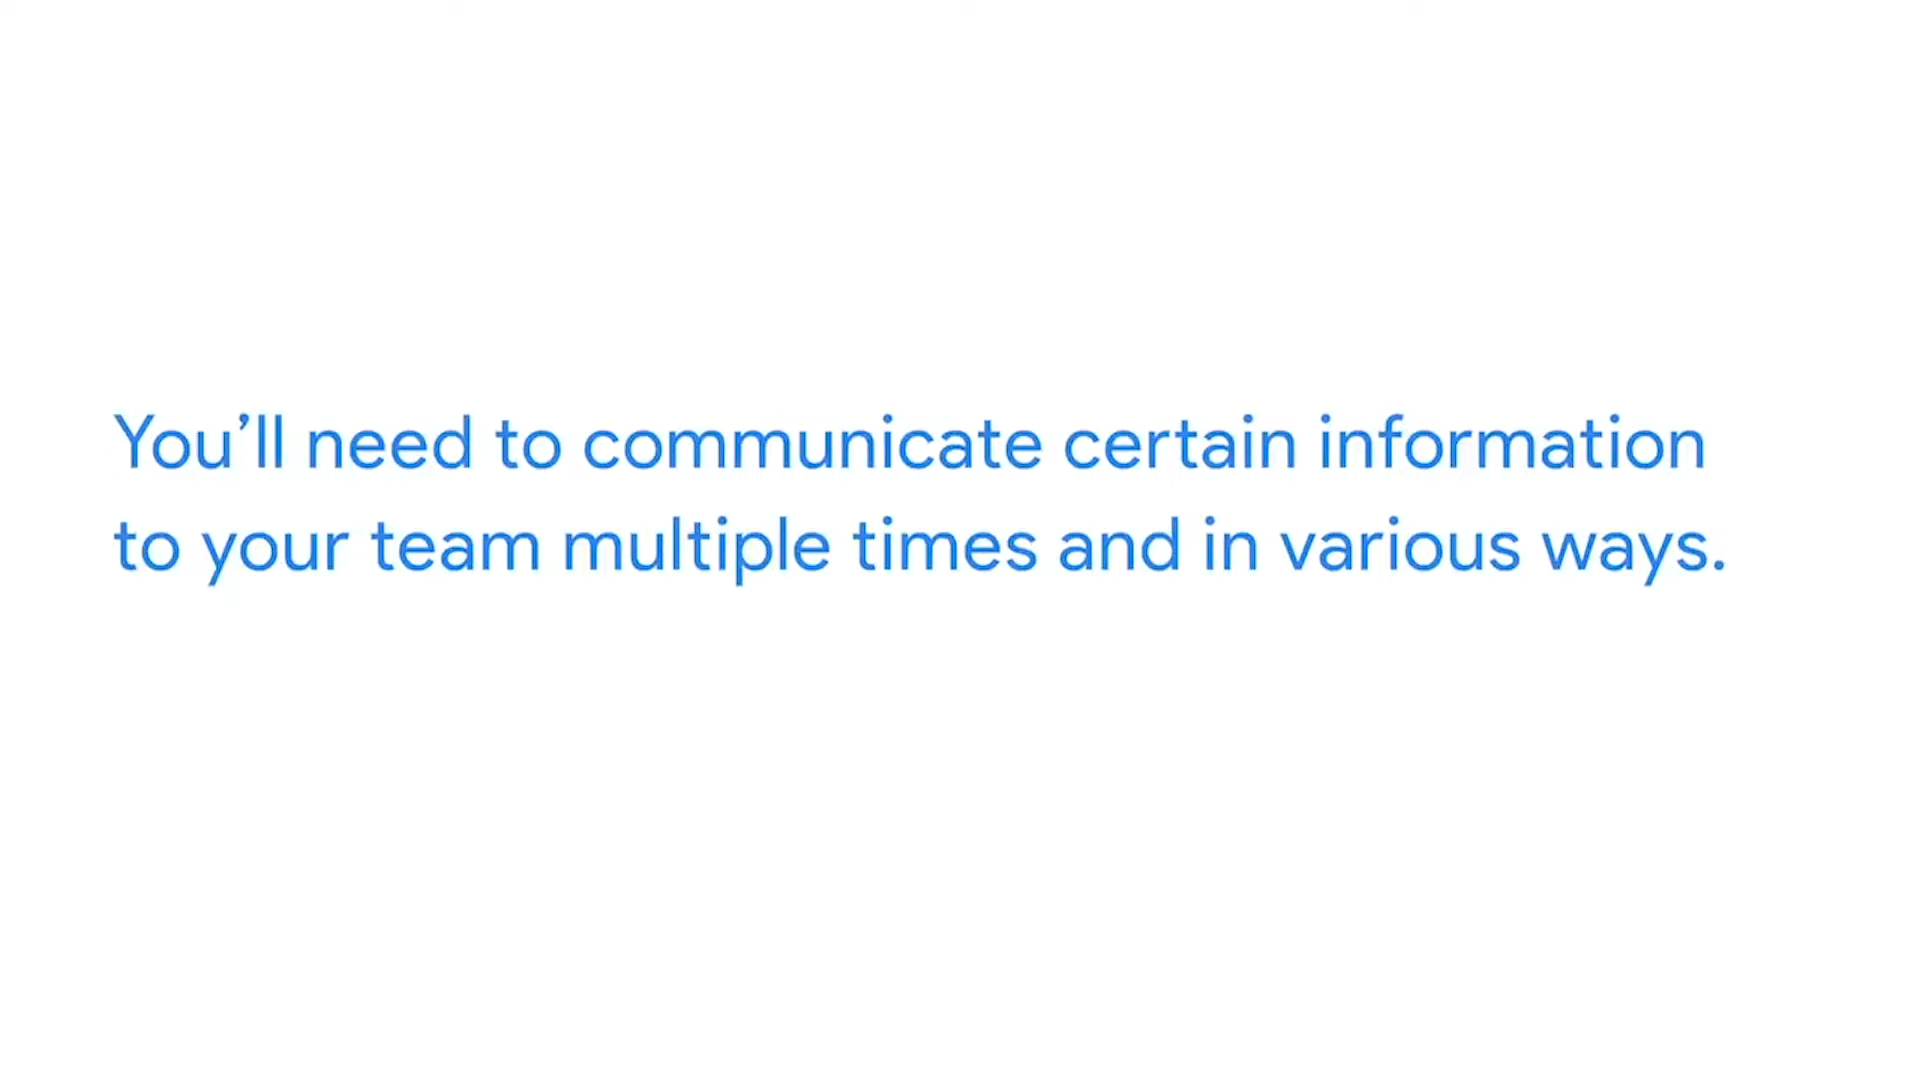 You’ll need to communicate certain information
to your team multiple times and in various ways.